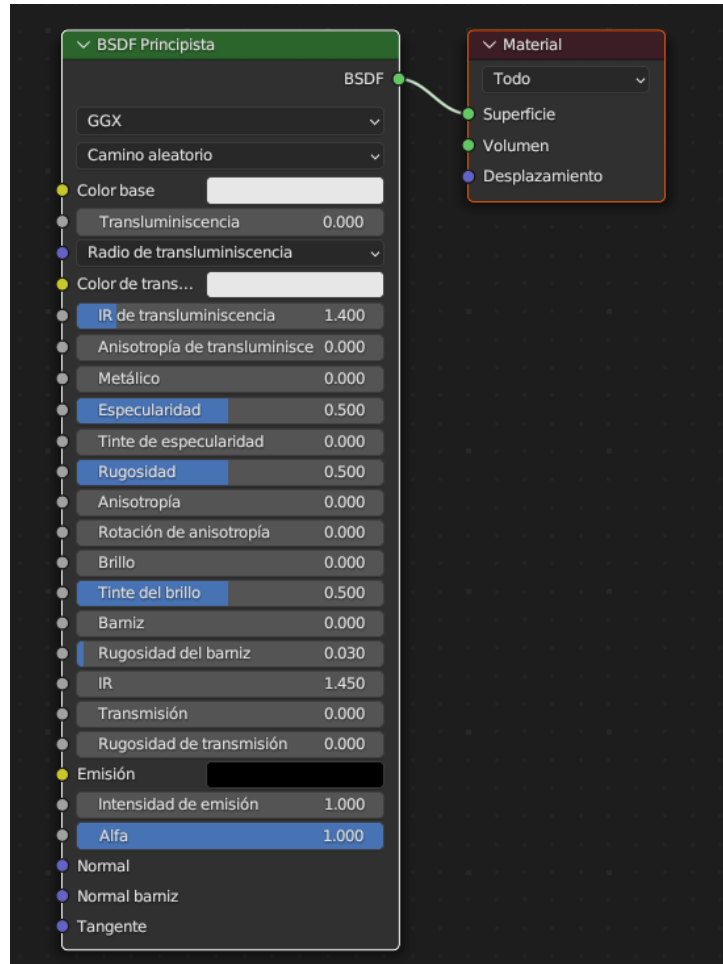 BSDF Principista
BSDF
GGX
Camino aleatorio
Color base
Transluminiscencia 0.000
Radio de transluminiscencia
Color de trans...
IR de transluminiscencia 1.400
Anisotropía de transluminisce 0.000
Metálico 0.000
Especularidad 0.500
Tinte de especularidad 0.000
Rugosidad 0.500
Anisotropía 0.000
Rotación de anisotropía 0.000
Brillo 0.000
Tinte del brillo 0.500
Barniz 0.000
Rugosidad del barniz 0.030
IR 1.450
Transmisión 0.000
Rugosidad de transmisión 0.000
Emisión
Intensidad de emisión 1.000
Alfa 1.000
Normal
Normal barniz
Tangente
Material
Todo
Superficie
Volumen
Desplazamiento